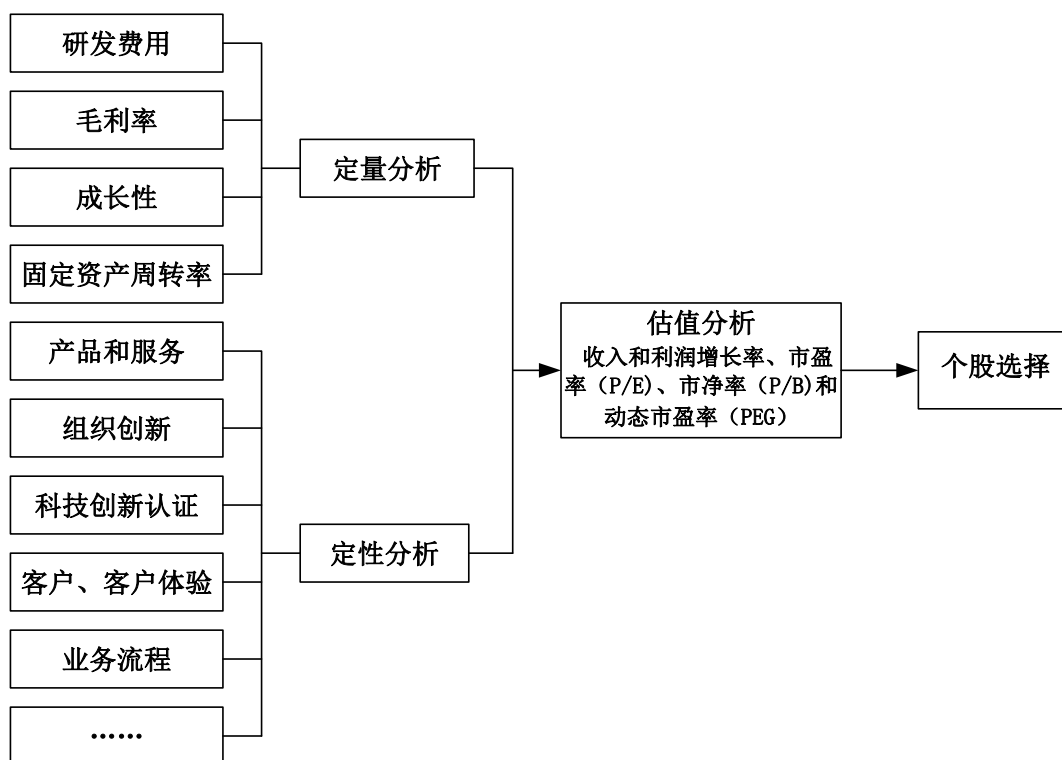 研发费用
毛利率
成长性
固定资产周转率
产品和服务
组织创新
科技创新认证
客户、客户体验
业务流程
……
定量分析
定性分析
估值分析
收入和利润增长率、市盈
率（P/E)、市净率（P/B)和
动态市盈率（PEG）
个股选择